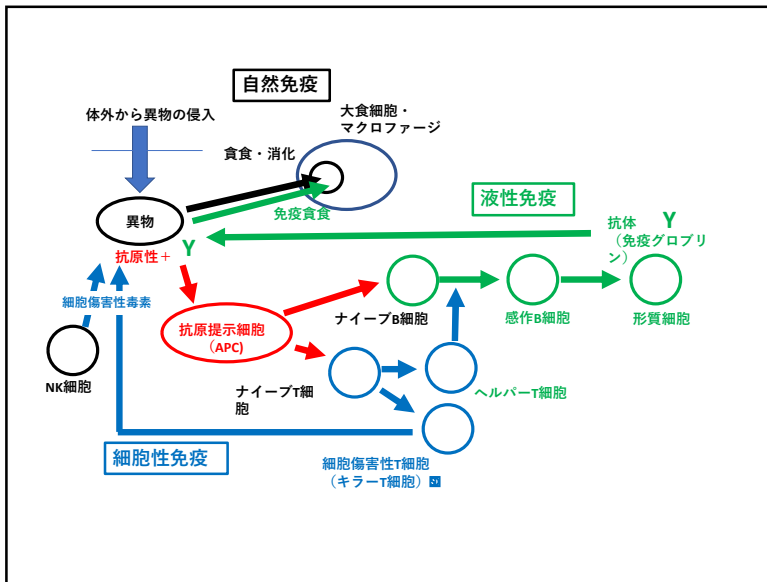 自然免疫
体外から異物の侵入
大食細胞・
マクロファージ
貪食・消化
免疫貪食
異物
抗原性＋
Y
液性免疫
抗体 Y
（免疫グロブリ
ン）
細胞傷害性毒素
抗原提示細胞
（APC)
ナイーブB細胞
感作B細胞
形質細胞
NK細胞
ナイーブT細
胞
ヘルパーT細胞
細胞性免疫
細胞傷害性T細胞
（キラーT細胞）